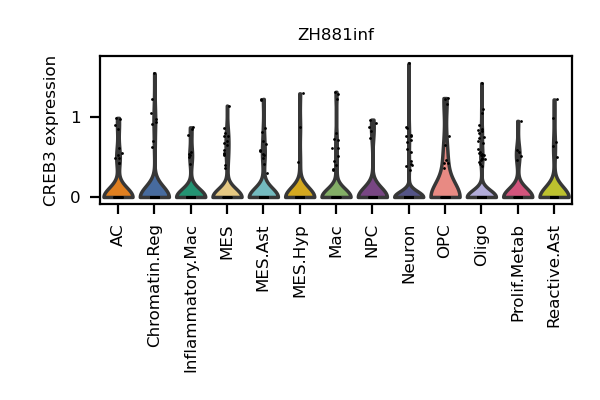 ZH881inf
CREB3 expression
1
0
AC
Chromatin.Reg
Inflammatory.Mac
MES
MES.Ast
MES.Hyp
Mac
NPC
Neuron
OPC
Oligo
Prolif.Metab
Reactive.Ast